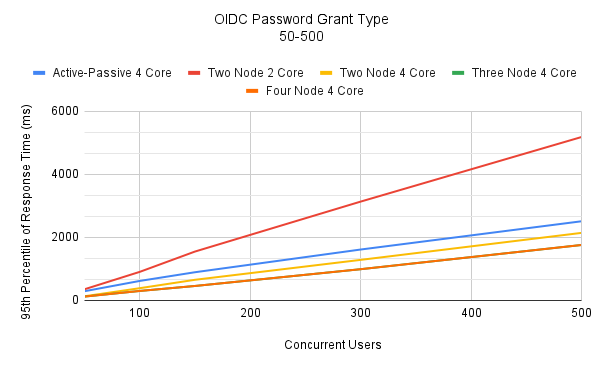 OIDC Password Grant Type
50-500
Active-Passive 4 Core Two Node 2 Core Two Node 4 Core Three Node 4 Core
Four Node 4 Core
95th Percentile of Response Time (ms)
6000
4000
2000
0
100 200 300 400 500
Concurrent Users